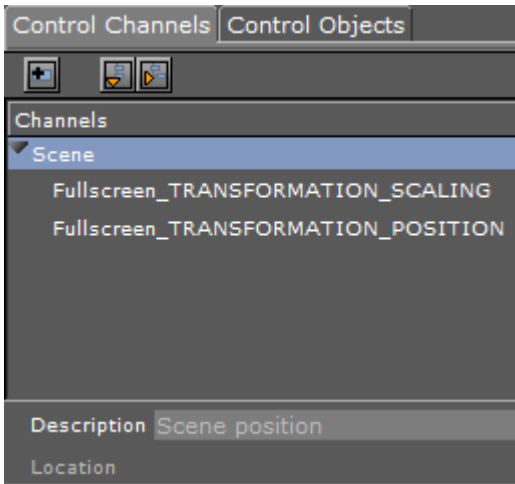 Control Channels Control Objects
Channels
Scene
Fullscreen_TRANSFORMATION_SCALING
Fullscreen_TRANSFORMATION_POSITION
Description Scene position
Location